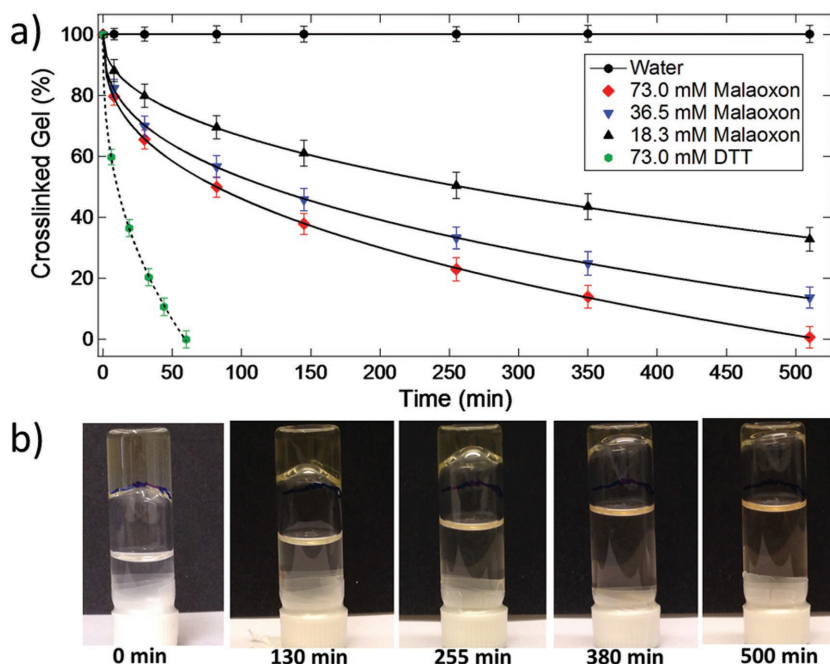 a)
Crosslinked Gel (%)
100
80
60
40
20
0
Water
73.0 mM Malaoxon
36.5 mM Malaoxon
18.3 mM Malaoxon
73.0 mM DTT
0 50 100 150 200 250 300 350 400 450 500
Time (min)
b)
0 min 130 min 255 min 380 min 500 min